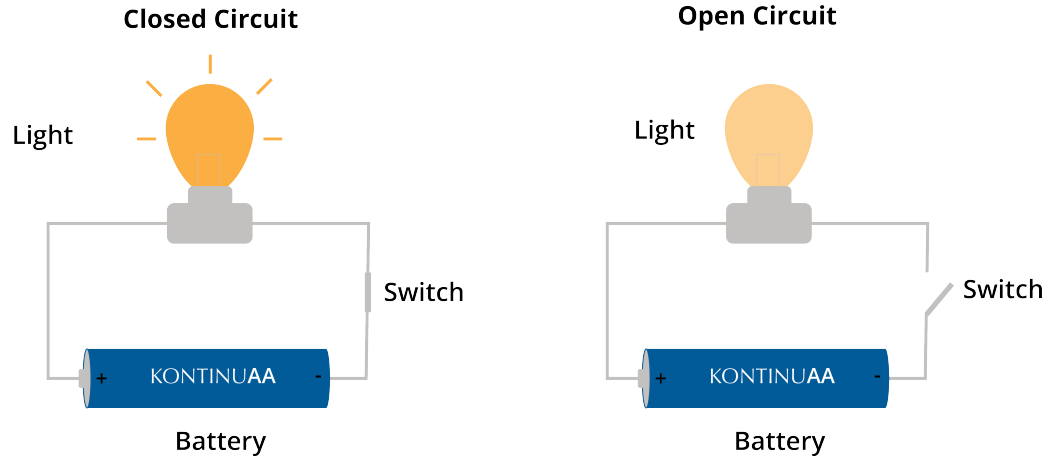 Closed Circuit
Light
Switch
+ KONTINUAA -
Battery
Open Circuit
Light
Switch
+ KONTINUAA -
Battery